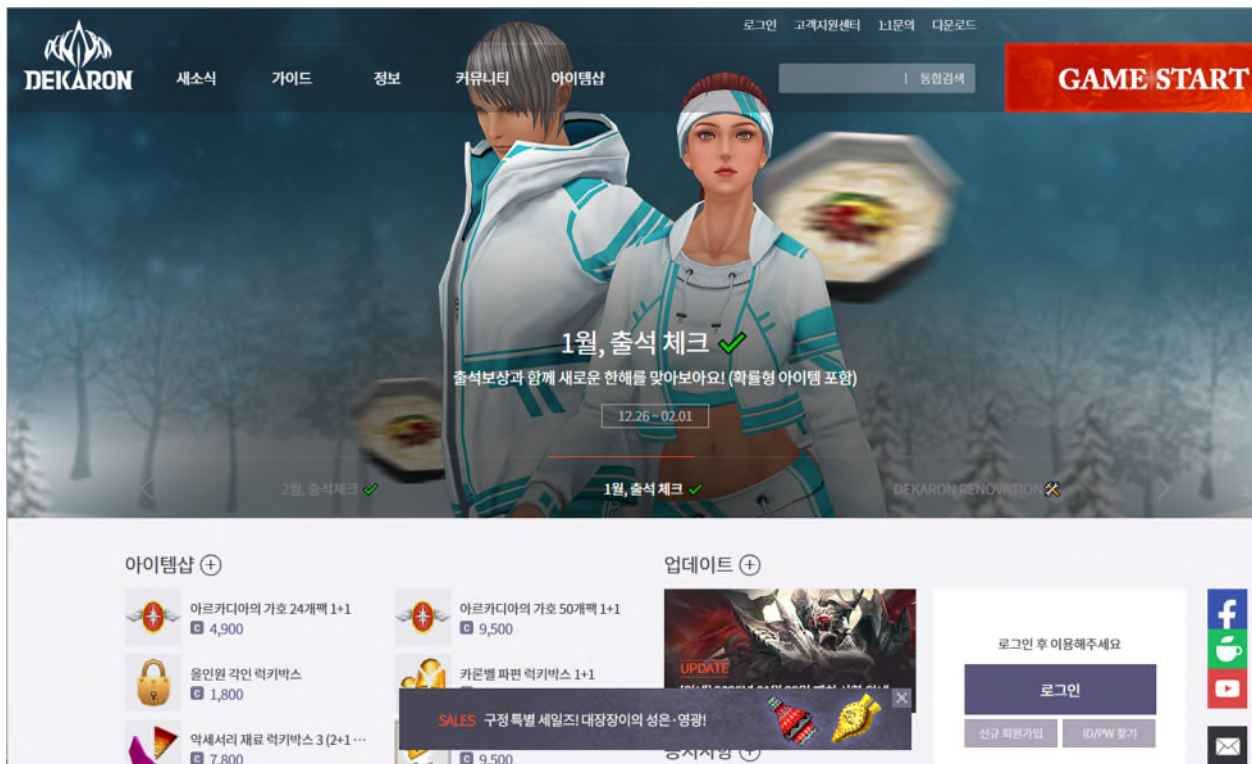 로그인 고객지원센터 1:1문의 다운로드
DEKARON
새소식 가이드 정보 커뮤니티 아이템샵
통합검색
GAME START
1월, 출석 체크
출석보상과 함께 새로운 한해를 맞아보아요! (확률형 아이템 포함)
12.26 ~ 02.01
2월, 출석체크
1월, 출석 체크
DEKARON RENOVATION
아이템샵
아르카디아의 가호 24개팩 1+1
C 4,900
아르카디아의 가호 50개팩 1+1
C 9,500
올인원 각인 럭키박스
C 1,800
카론벨 파편 럭키박스 1+1
악세서리 재료 럭키박스 3 (2+1 ⋯
C 7,800
C 9,500
업데이트
UPDATE
SALES 구정 특별 세일즈! 대장장이의 성은·영광!
공지사항
로그인 후 이용해주세요
로그인
신규 회원가입 ID/PW 찾기